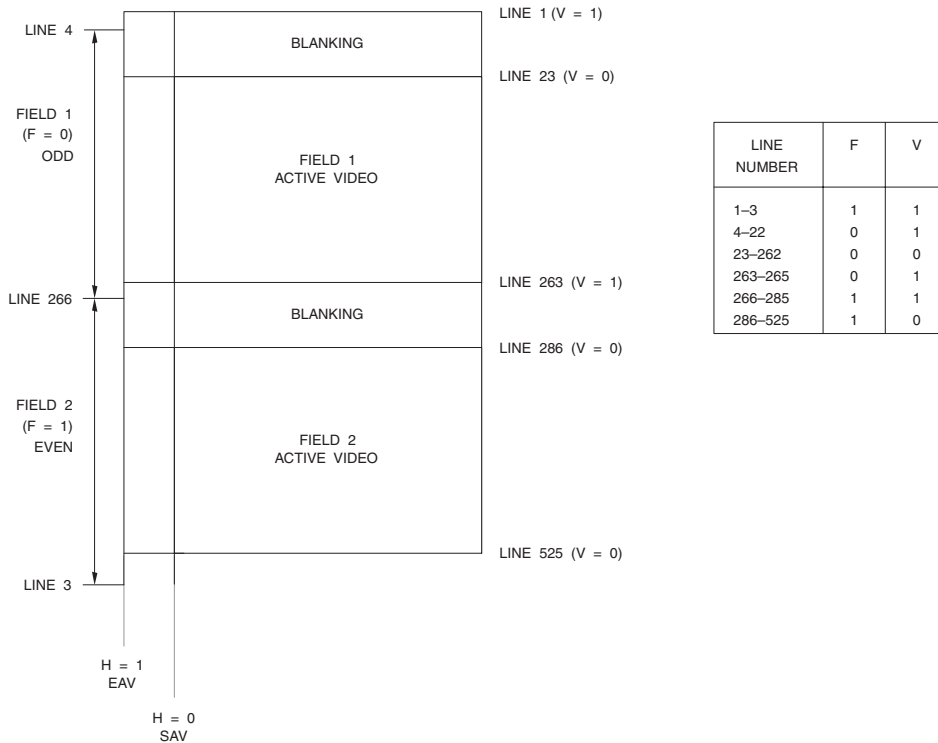 LINE 1 (V = 1)
LINE 4
BLANKING
LINE 23 (V = 0)
FIELD 1
(F = 0)
ODD
FIELD 1
ACTIVE VIDEO
LINE 263 (V = 1)
LINE 266
BLANKING
LINE 286 (V = 0)
FIELD 2
(F = 1)
EVEN
FIELD 2
ACTIVE VIDEO
LINE 525 (V = 0)
LINE 3
H = 1
EAV
H = 0
SAV
LINE NUMBER F V
1–3 1 1
4–22 0 1
23–262 0 0
263–265 0 1
266–285 1 1
286–525 1 0